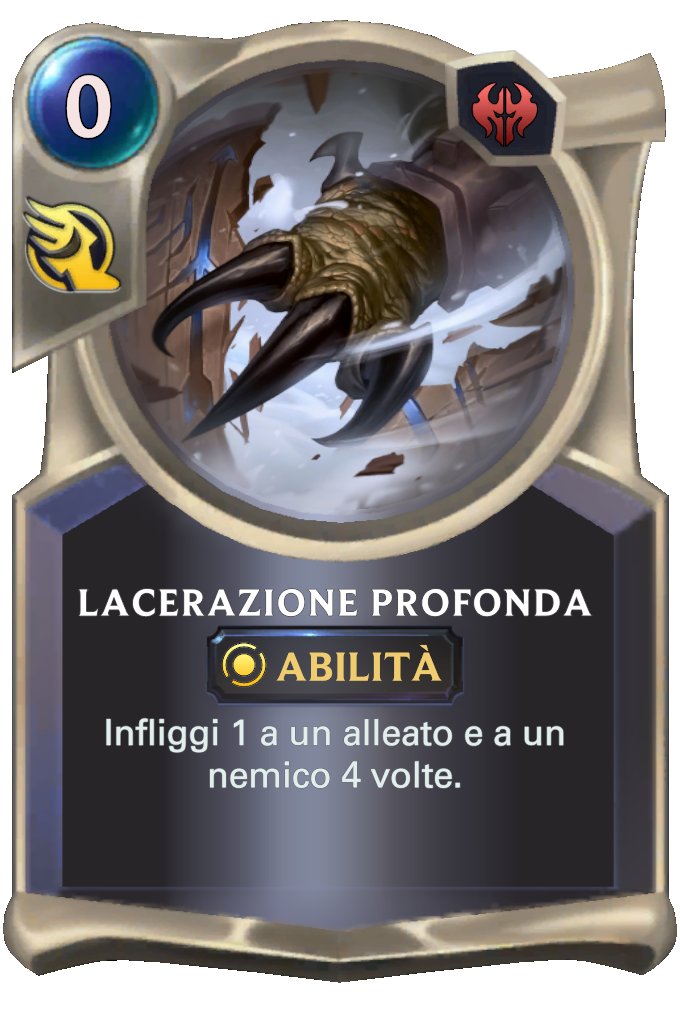 0
LACERAZIONE PROFONDA
ABILITÀ
Infliggi 1 a un alleato e a un
nemico 4 volte.